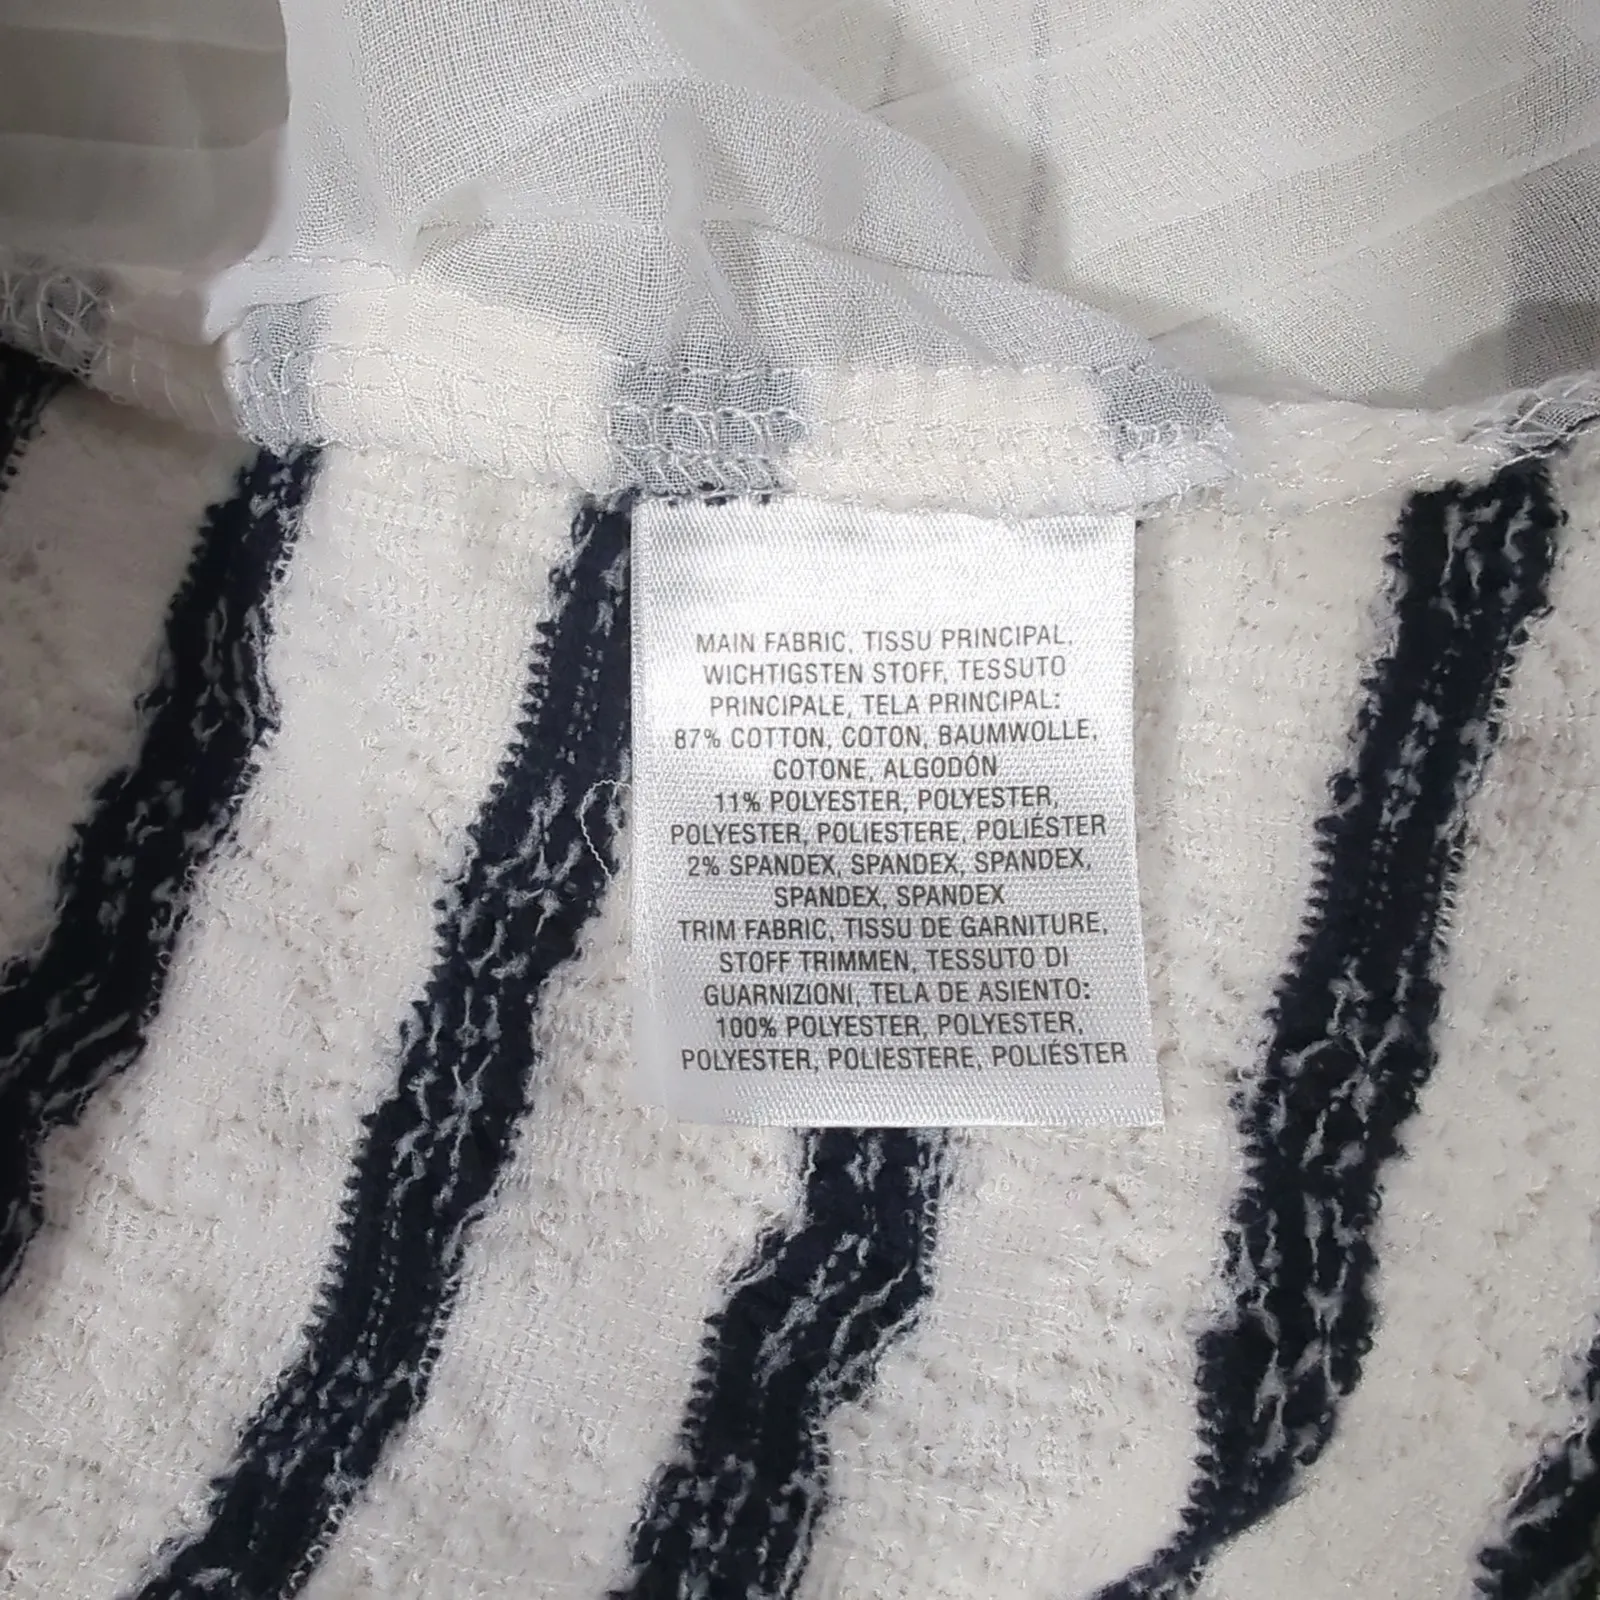 MAIN FABRIC, TISSU PRINCIPAL,
WICHTIGSTEN STOFF, TESSUTO
PRINCIPALE, TELA PRINCIPAL:
87% COTTON, COTON, BAUMWOLLE,
COTONE, ALGODÓN
11% POLYESTER, POLYESTER,
POLYESTER, POLIESTERE, POLIÉSTER
2% SPANDEX, SPANDEX, SPANDEX,
SPANDEX, SPANDEX
TRIM FABRIC, TISSU DE GARNITURE,
STOFF TRIMMEN, TESSUTO DI
GUARNIZIONI, TELA DE ASIENTO:
100% POLYESTER, POLYESTER,
POLYESTER, POLIESTERE, POLIÉSTER